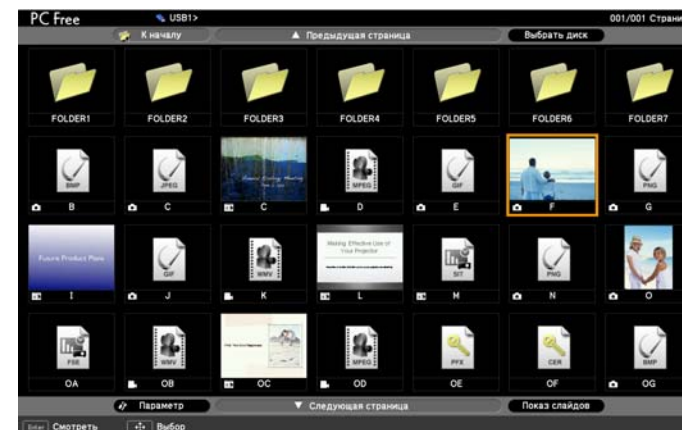 PC Free USB1> 001/001 Страни
К началу ▲ Предыдущая страница Выбрать диск
FOLDER1 FOLDER2 FOLDER3 FOLDER4 FOLDER5 FOLDER6 FOLDER7
BMP JPEG MPEG GIF PNG
B C C D E F G
Future Product Plans GIF WMV Making Effective Use of Your Projector SIT PNG
I J K L M N O
FSE WMV MPEG PFX CER BMP
OA OB OC OD OE OF OG
Параметр ▼ Следующая страница Показ слайдов
Enter Смотреть Выбор